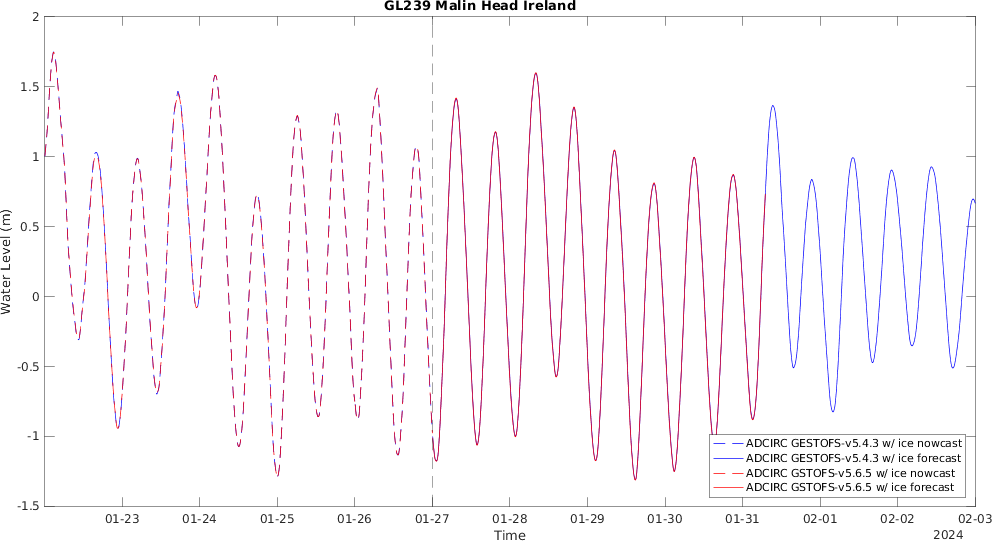 GL239 Malin Head Ireland
2
1.5
1
0.5
0
-0.5
-1
-1.5
Water Level (m)
ADCIRC GESTOFS-v5.4.3 w/ ice nowcast
ADCIRC GESTOFS-v5.4.3 w/ ice forecast
ADCIRC GSTOFS-v5.6.5 w/ ice nowcast
ADCIRC GSTOFS-v5.6.5 w/ ice forecast
01-23 01-24 01-25 01-26 01-27 01-28 01-29 01-30 01-31 02-01 02-02 02-03
Time
2024